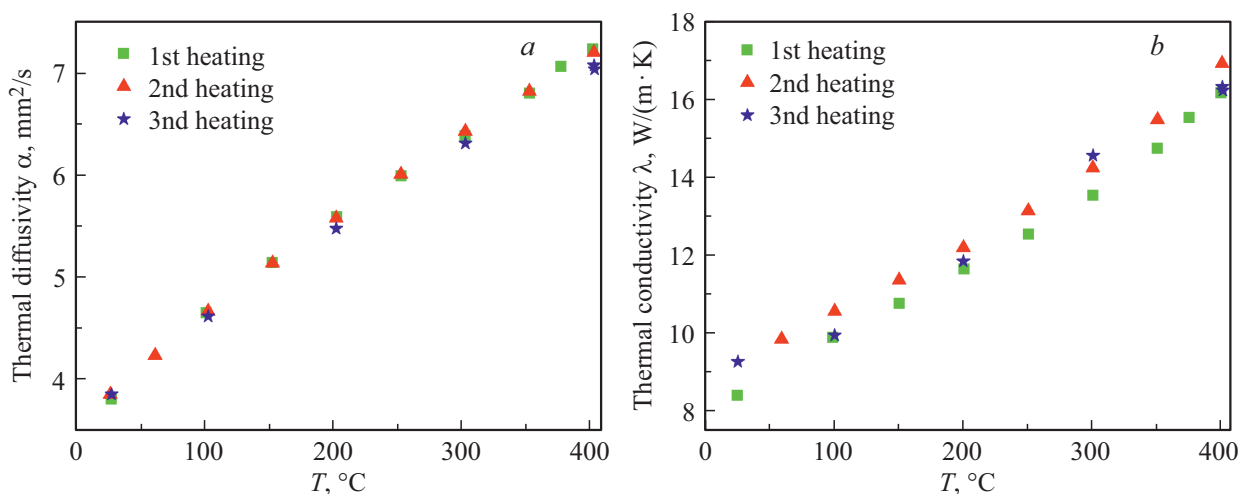 a
1st heating
2nd heating
3nd heating
Thermal diffusivity α, mm²/s
7
6
5
4
0
100
200
300
400
T, °C
b
1st heating
2nd heating
3nd heating
Thermal conductivity λ, W/(m · K)
18
16
14
12
10
8
0
100
200
300
400
T, °C